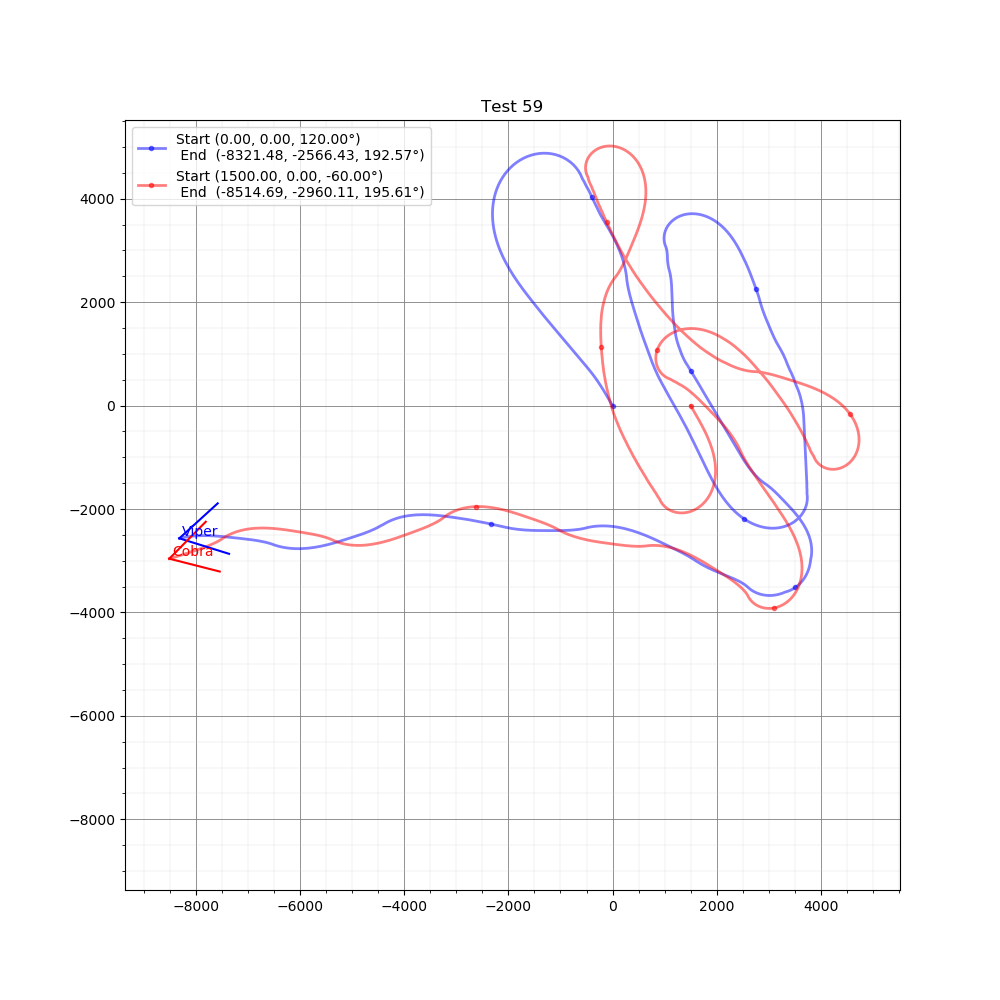 Test 59
Start (0.00, 0.00, 120.00°)
End (-8321.48, -2566.43, 192.57°)
Start (1500.00, 0.00, -60.00°)
End (-8514.69, -2960.11, 195.61°)
4000
2000
0
−2000
−4000
−6000
−8000
Viper
Cobra
−8000 −6000 −4000 −2000 0 2000 4000